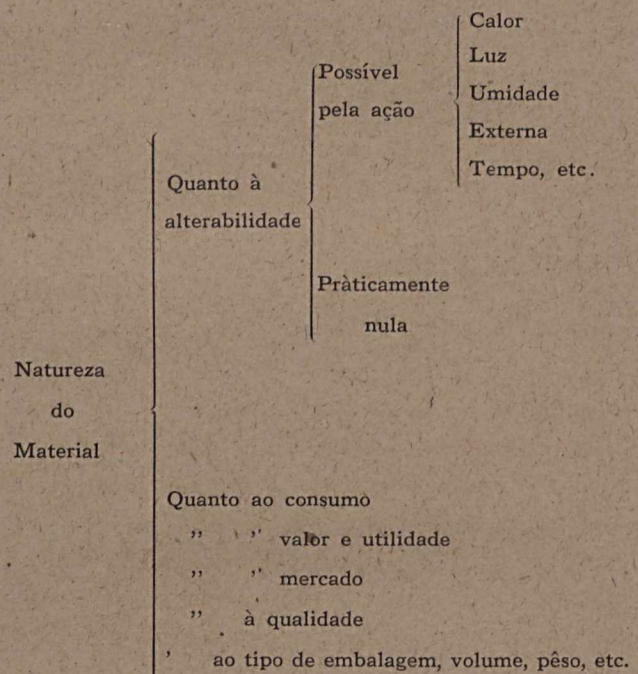 Calor
Luz
Possível
Umidade
pela ação
Externa
Tempo, etc.
Quanto à
alterabilidade
Pràticamente
nula
Natureza
do
Material
Quanto ao consumo
” ” valor e utilidade
” ” mercado
” à qualidade
’ ao tipo de embalagem, volume, pêso, etc.